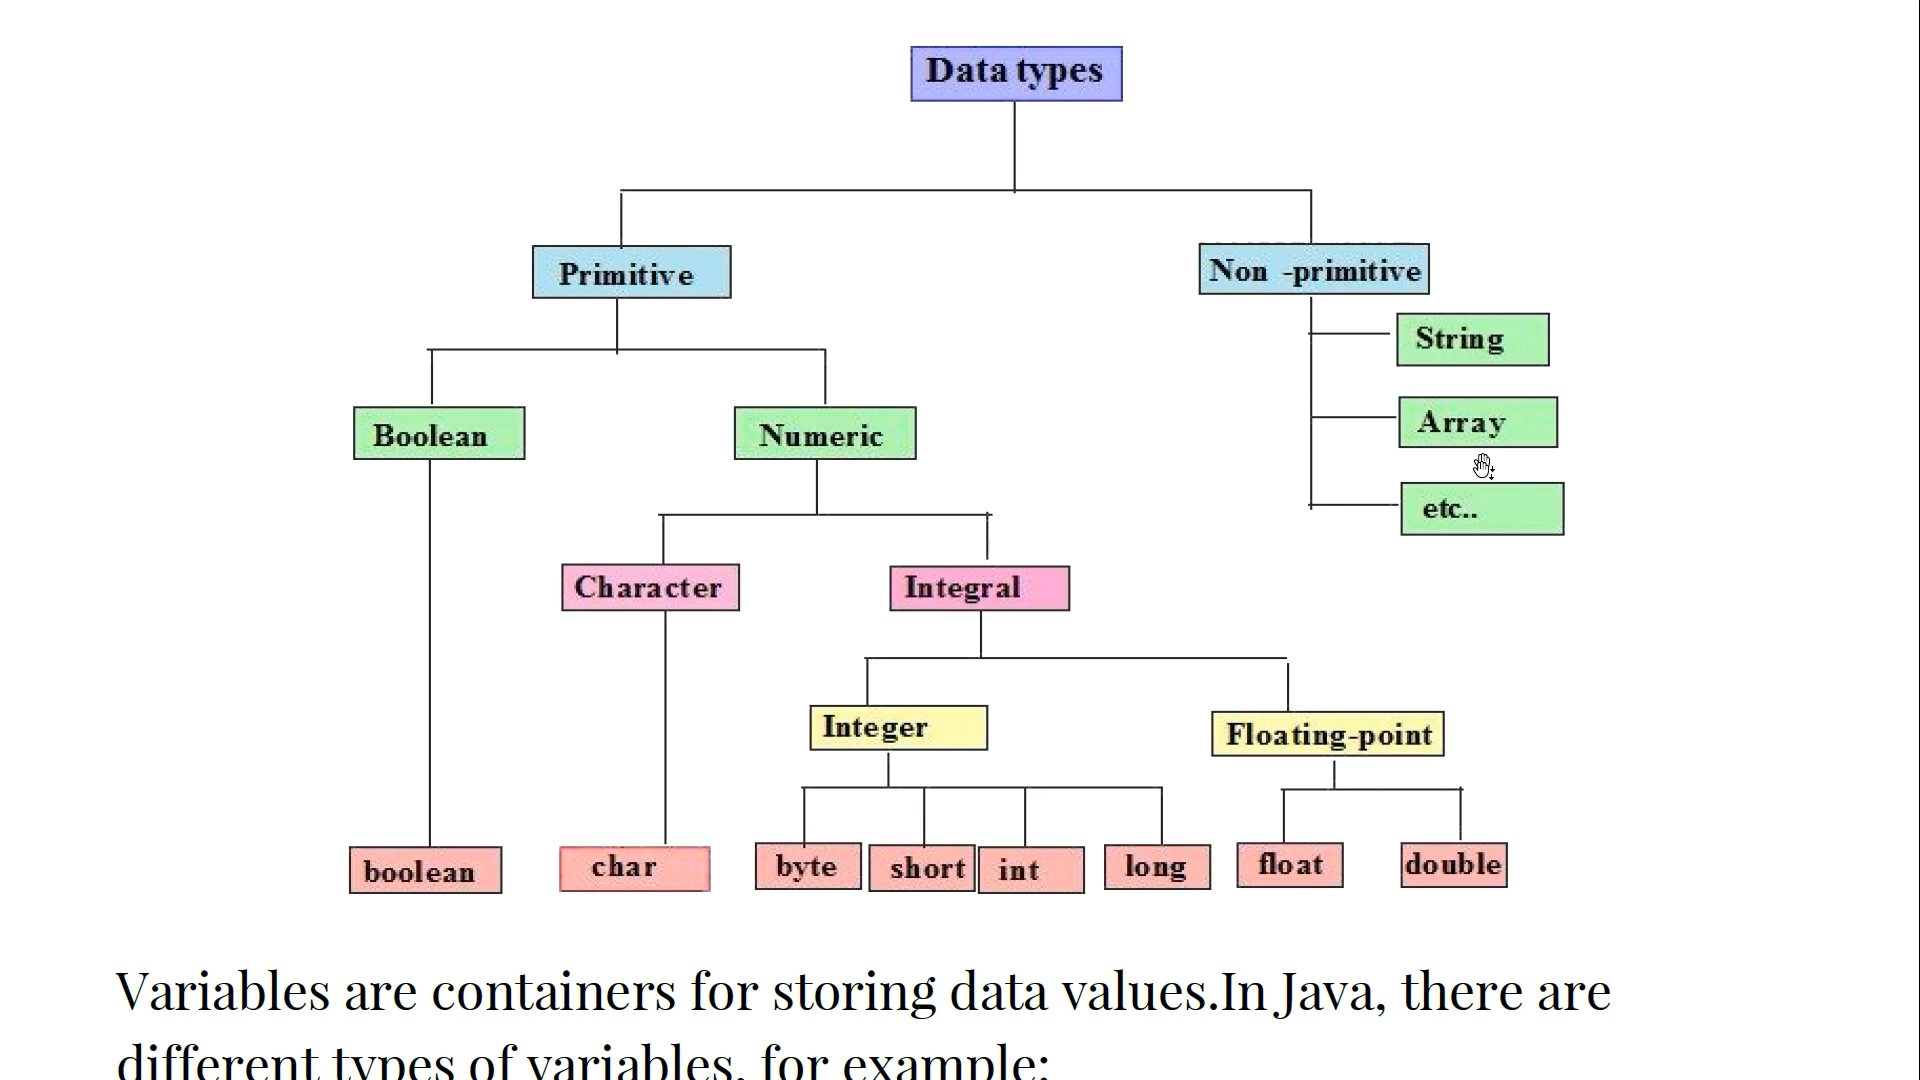 Data types
Primitive
Non -primitive
String
Array
etc..
Boolean
Numeric
Character
Integral
Integer
Floating-point
boolean
char
byte
short
int
long
float
double
Variables are containers for storing data values.In Java, there are
different types of variables, for example: